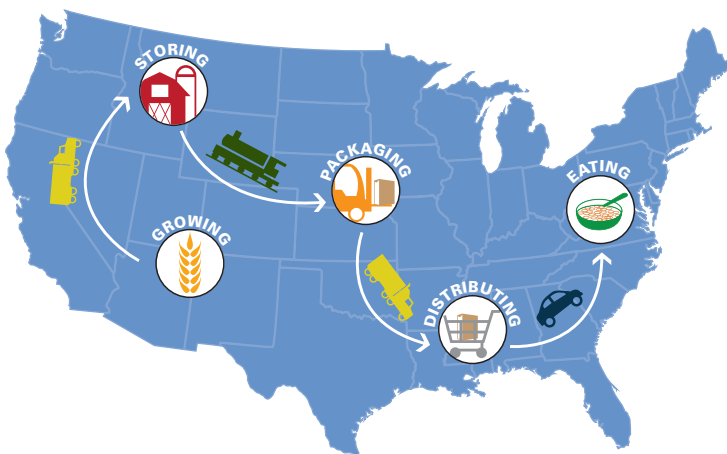 STORING
PACKAGING
EATING
GROWING
DISTRIBUTING